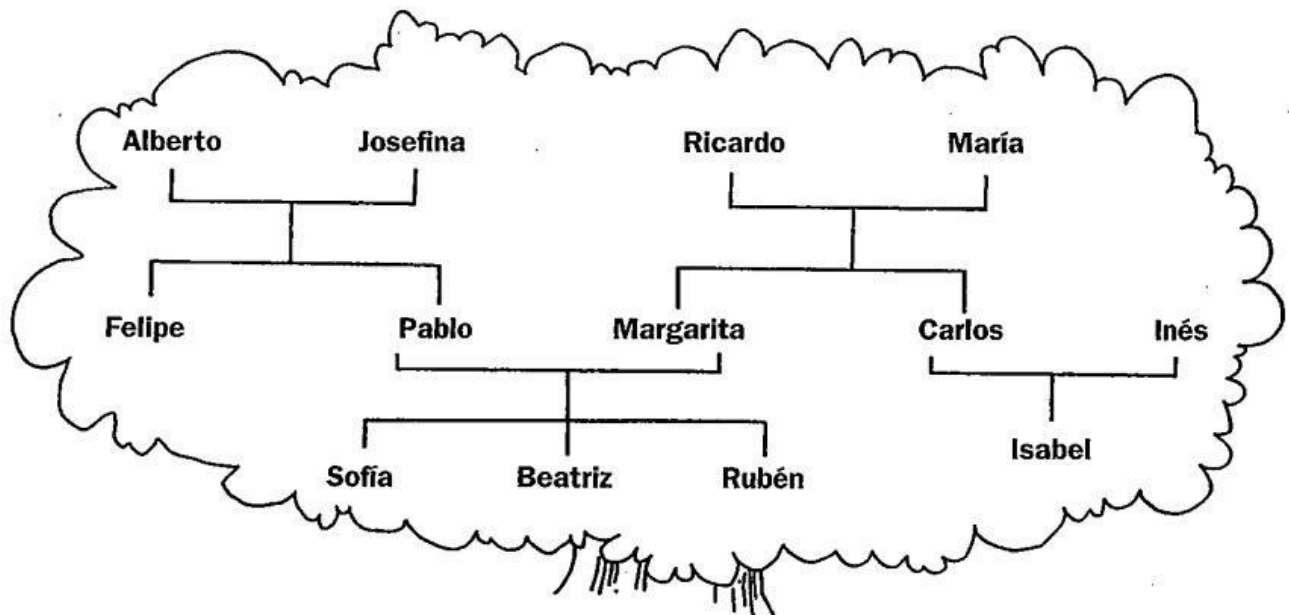 Alberto Josefina Ricardo María
Felipe Pablo Margarita Carlos Inés
Isabel
Sofía Beatriz Rubén